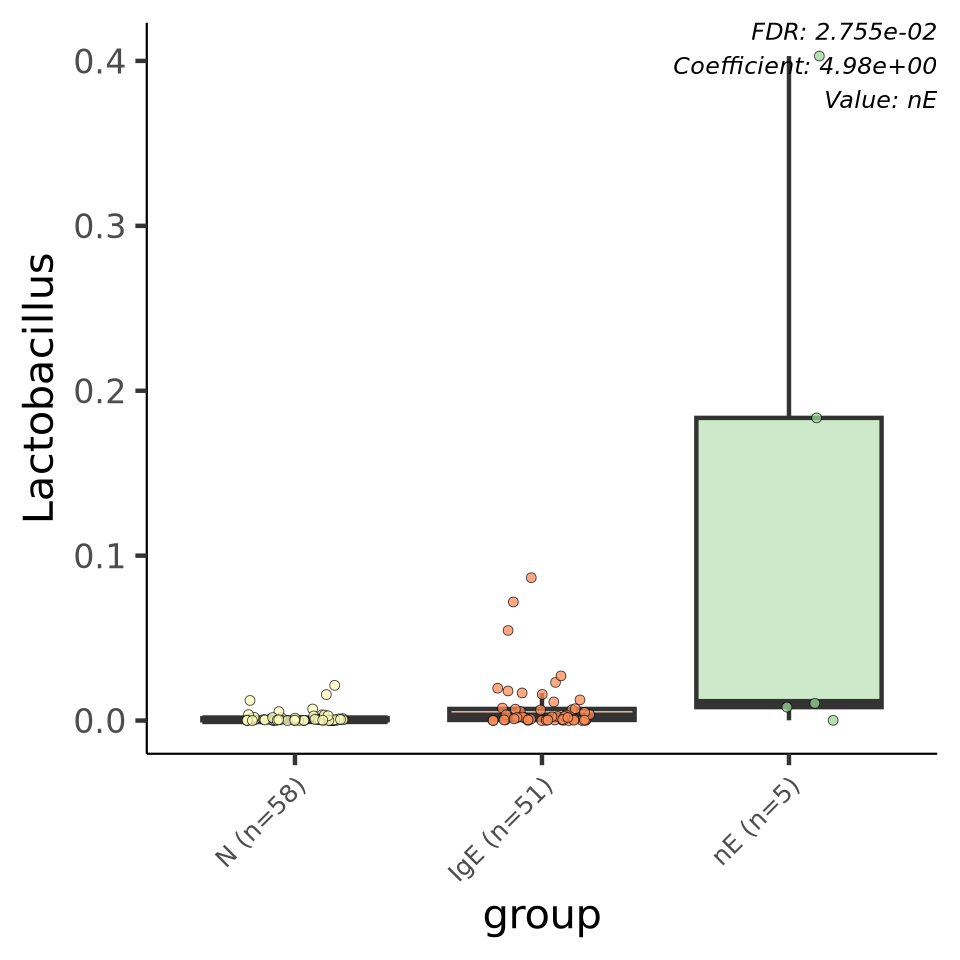 FDR: 2.755e-02
Coefficient: 4.98e+00
Value: nE
Lactobacillus
0.4
0.3
0.2
0.1
0.0
N (n=58)
IgE (n=51)
nE (n=5)
group